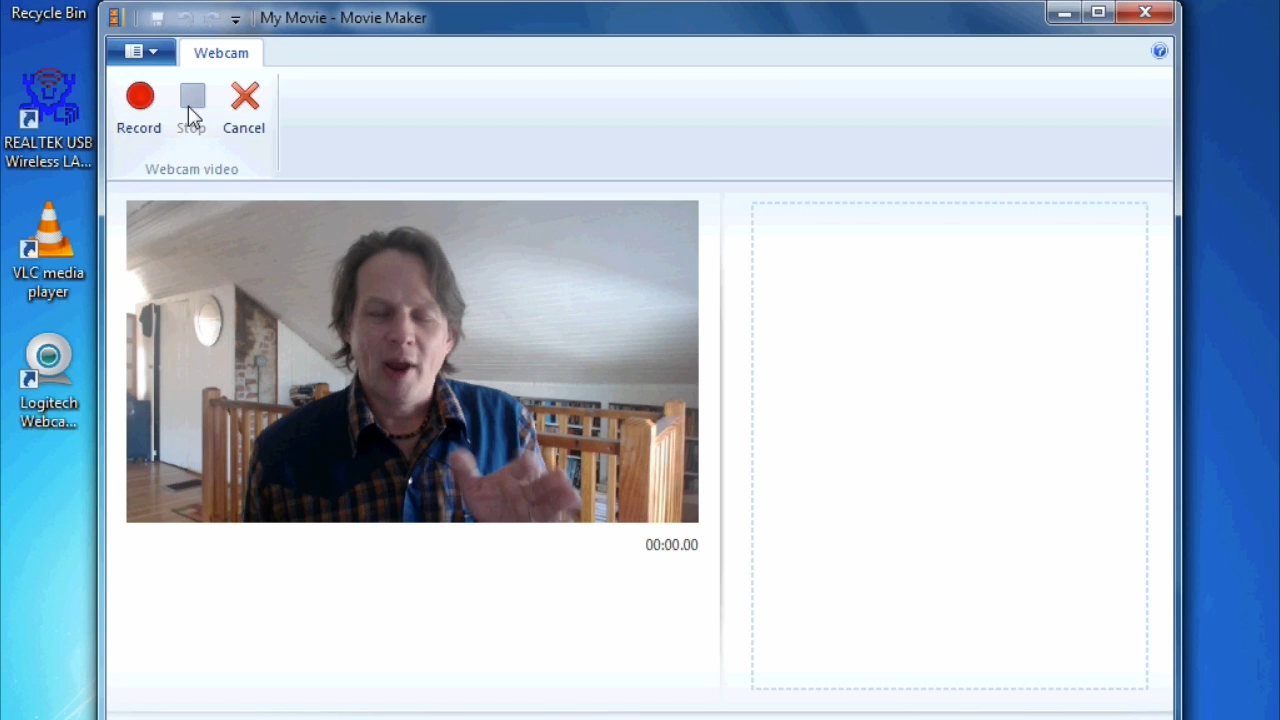 Recycle Bin
My Movie - Movie Maker
Webcam
Record
Stop
Cancel
Webcam video
REALTEK USB
Wireless LA...
VLC media
player
Logitech
Webca...
00:00.00